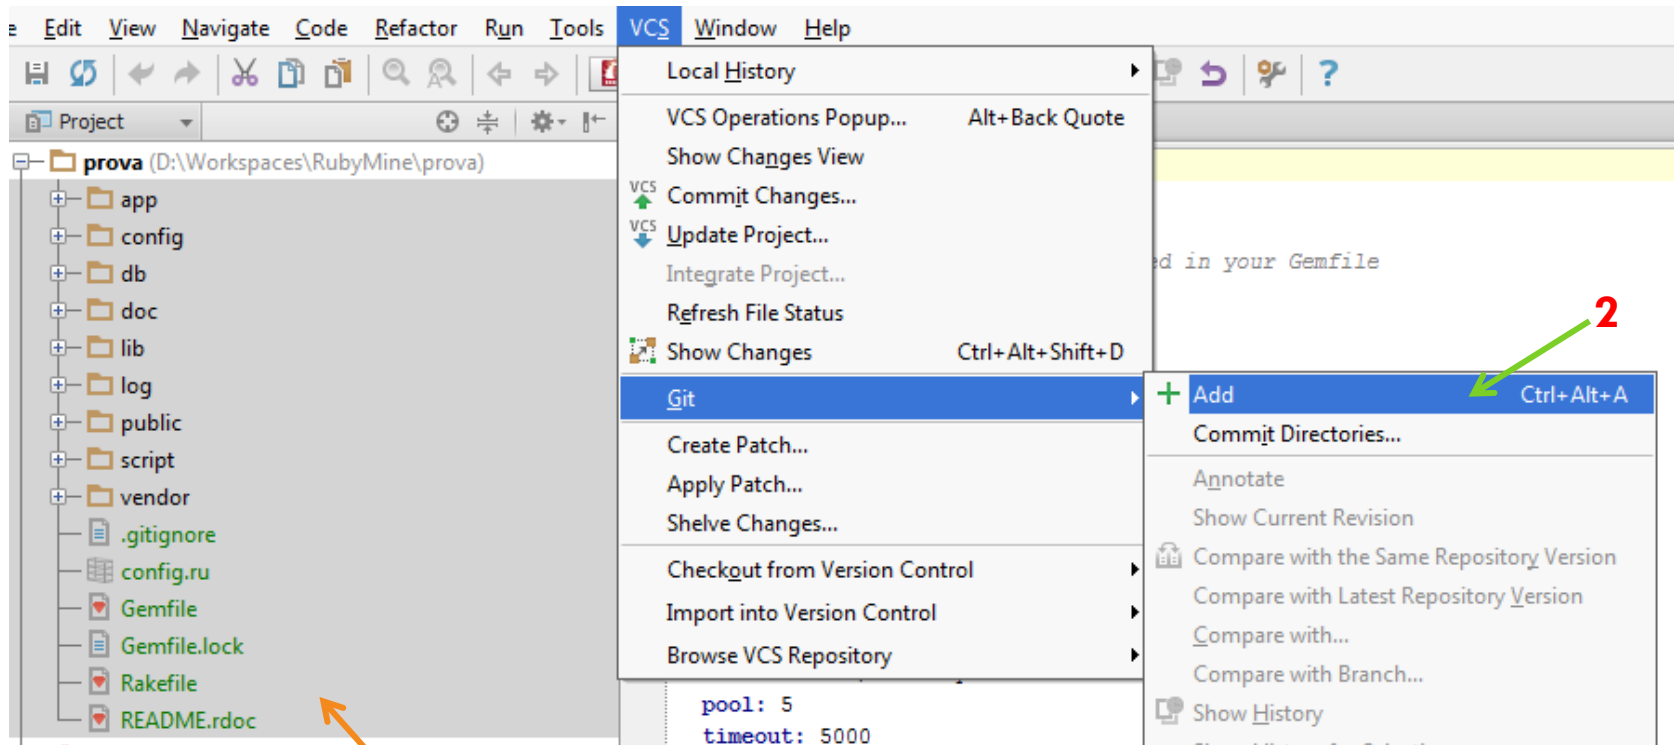 Edit View Navigate Code Refactor Run Tools VCS Window Help
Project
prova (D:\Workspaces\RubyMine\prova)
app
config
db
doc
lib
log
public
script
vendor
.gitignore
config.ru
Gemfile
Gemfile.lock
Rakefile
README.rdoc
Local History
VCS Operations Popup... Alt+Back Quote
Show Changes View
VCS Commit Changes...
VCS Update Project...
Integrate Project...
Refresh File Status
Show Changes Ctrl+Alt+Shift+D
Git
Create Patch...
Apply Patch...
Shelve Changes...
Checkout from Version Control
Import into Version Control
Browse VCS Repository
in your Gemfile
2
Add Ctrl+Alt+A
Commit Directories...
Annotate
Show Current Revision
Compare with the Same Repository Version
Compare with Latest Repository Version
Compare with...
Compare with Branch...
Show History
pool: 5
timeout: 5000